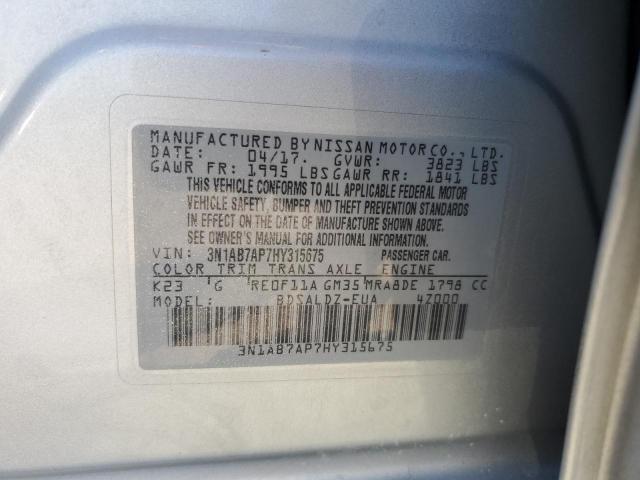 MANUFACTURED BY NISSAN MOTOR CO., LTD.
DATE: 04/17. GVWR: 3823 LBS
GAWR FR: 1995 LBS GAWR RR: 1841 LBS
THIS VEHICLE CONFORMS TO ALL APPLICABLE FEDERAL MOTOR
VEHICLE SAFETY, BUMPER AND THEFT PREVENTION STANDARDS
IN EFFECT ON THE DATE OF MANUFACTURE SHOWN ABOVE.
SEE OWNER'S MANUAL FOR ADDITIONAL INFORMATION.
VIN: 3N1AB7AP7HY315675 PASSENGER CAR.
COLOR TRIM TRANS AXLE ENGINE
K23 G RE0F11A GM35 MRA8DE 1798 CC
MODEL: BDSALDZ-EUA 4Z000
3N1AB7AP7HY315675